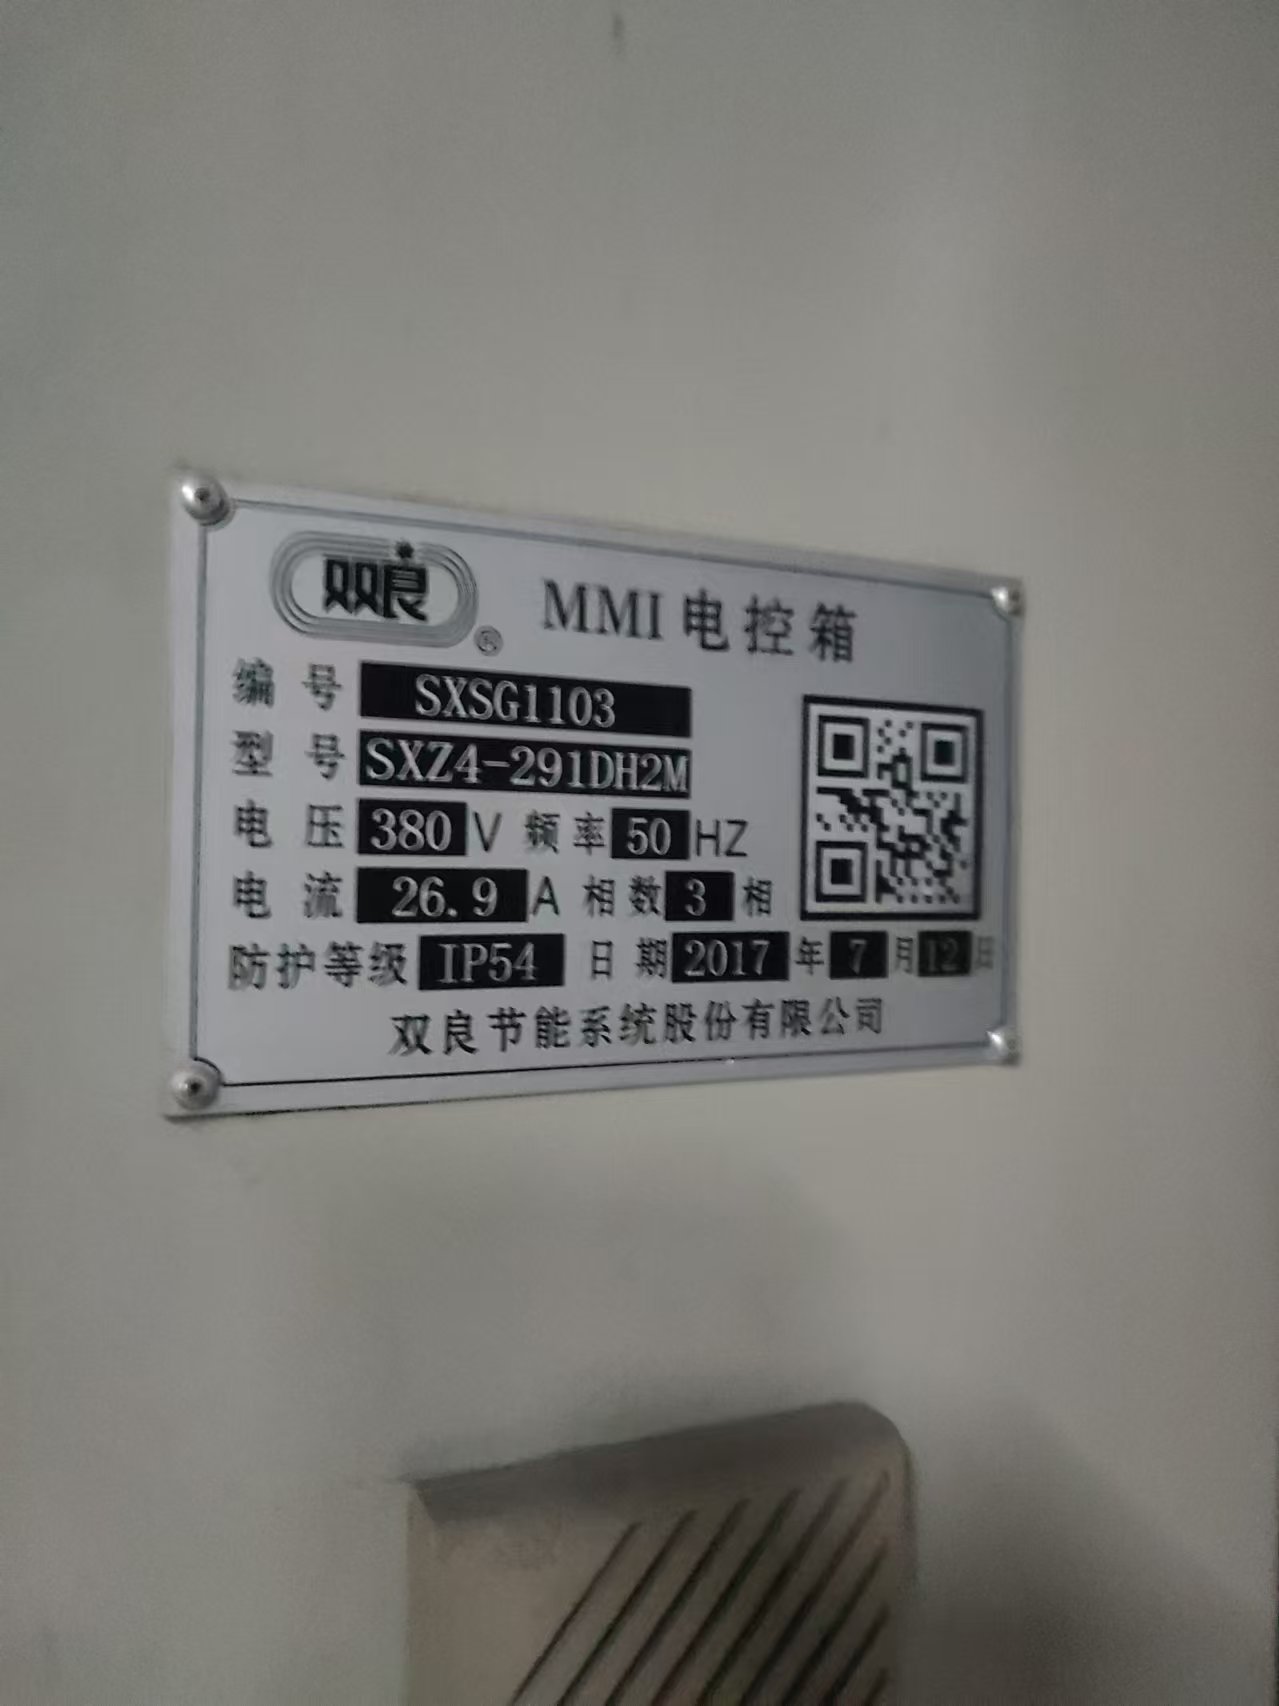 双良®
MMI电控箱
编号 SXSG1103
型号 SXZ4-291DH2M
电压 380 V 频率 50 HZ
电流 26.9 A 相数 3 相
防护等级 IP54 日期 2017 年 7 月 12 日
双良节能系统股份有限公司